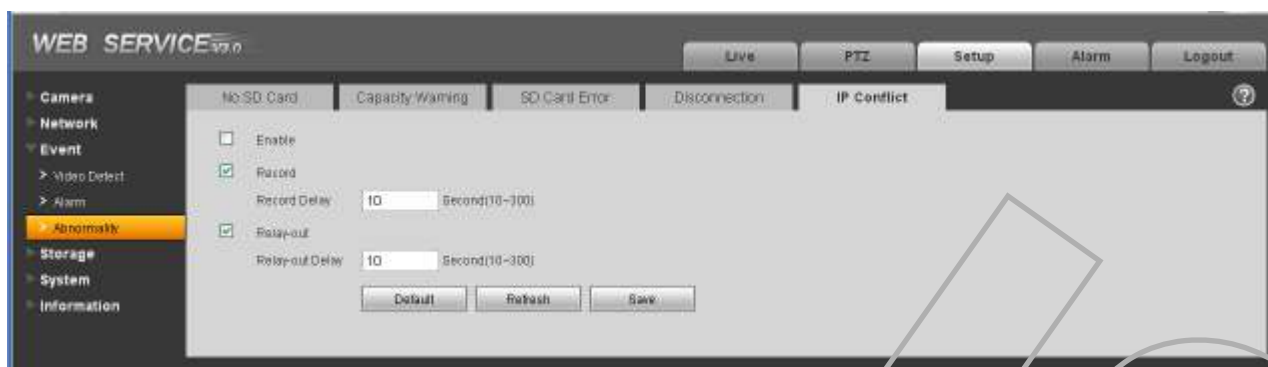 WEB SERVICE V3.0
Live PTZ Setup Alarm Logout
No SD Card Capacity Warning SD Card Error Disconnection IP Conflict
Camera
Network
Event
Video Detect
Alarm
Abnormality
Storage
System
Information
Enable
Record
Record Delay 10 Second(10~300)
Relay-out
Relay-out Delay 10 Second(10~300)
Default Refresh Save